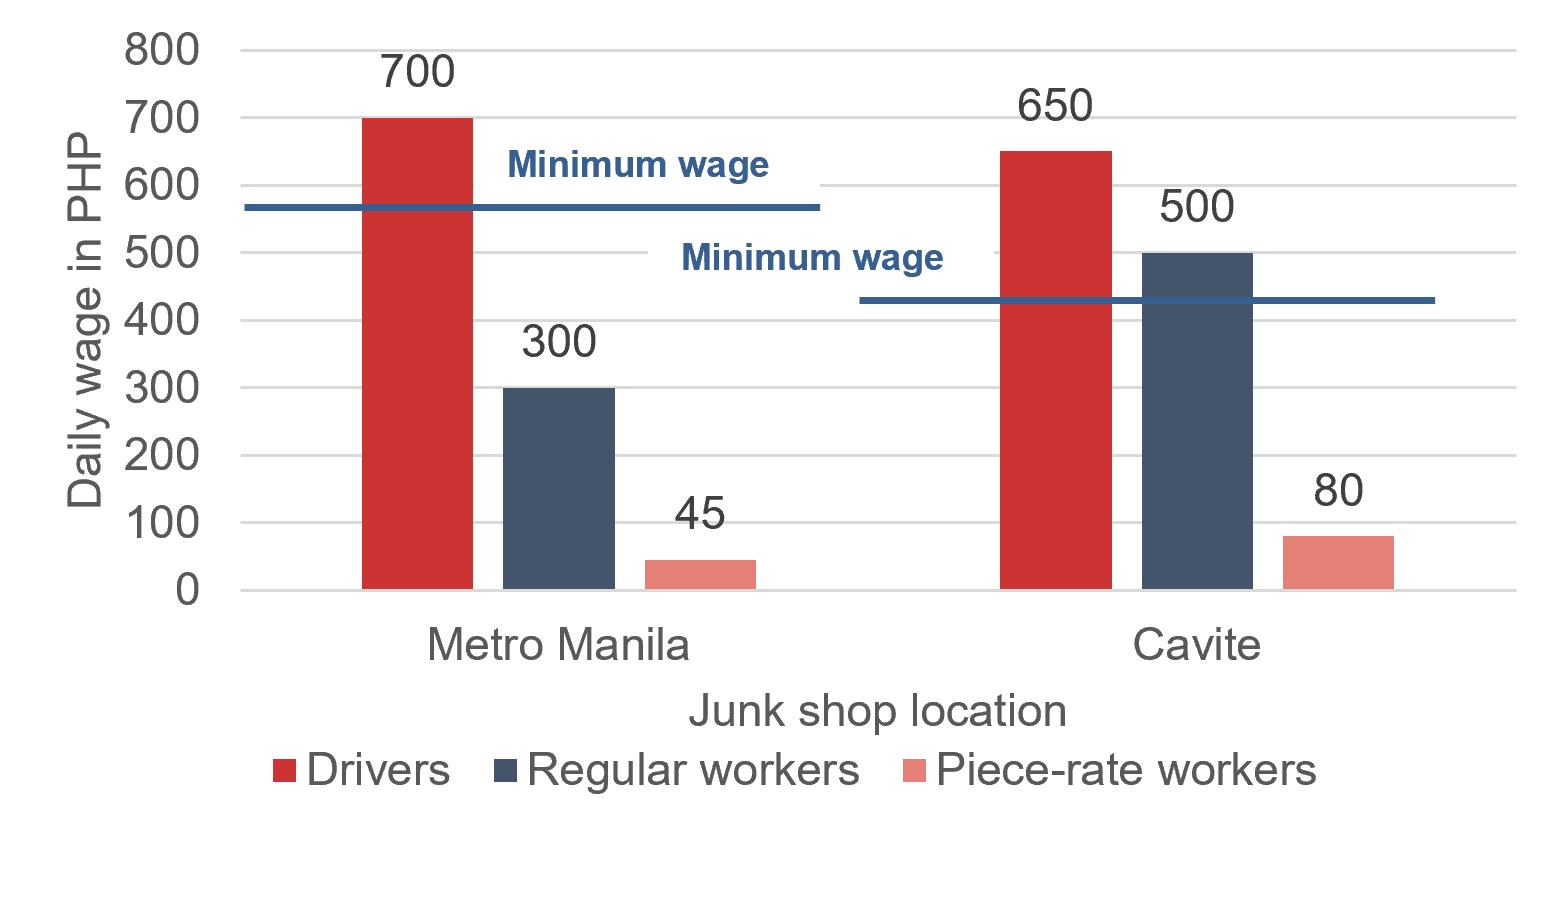 Daily wage in PHP
800
700
600
500
400
300
200
100
0
700
300
45
650
500
80
Minimum wage
Minimum wage
Metro Manila
Cavite
Junk shop location
Drivers
Regular workers
Piece-rate workers